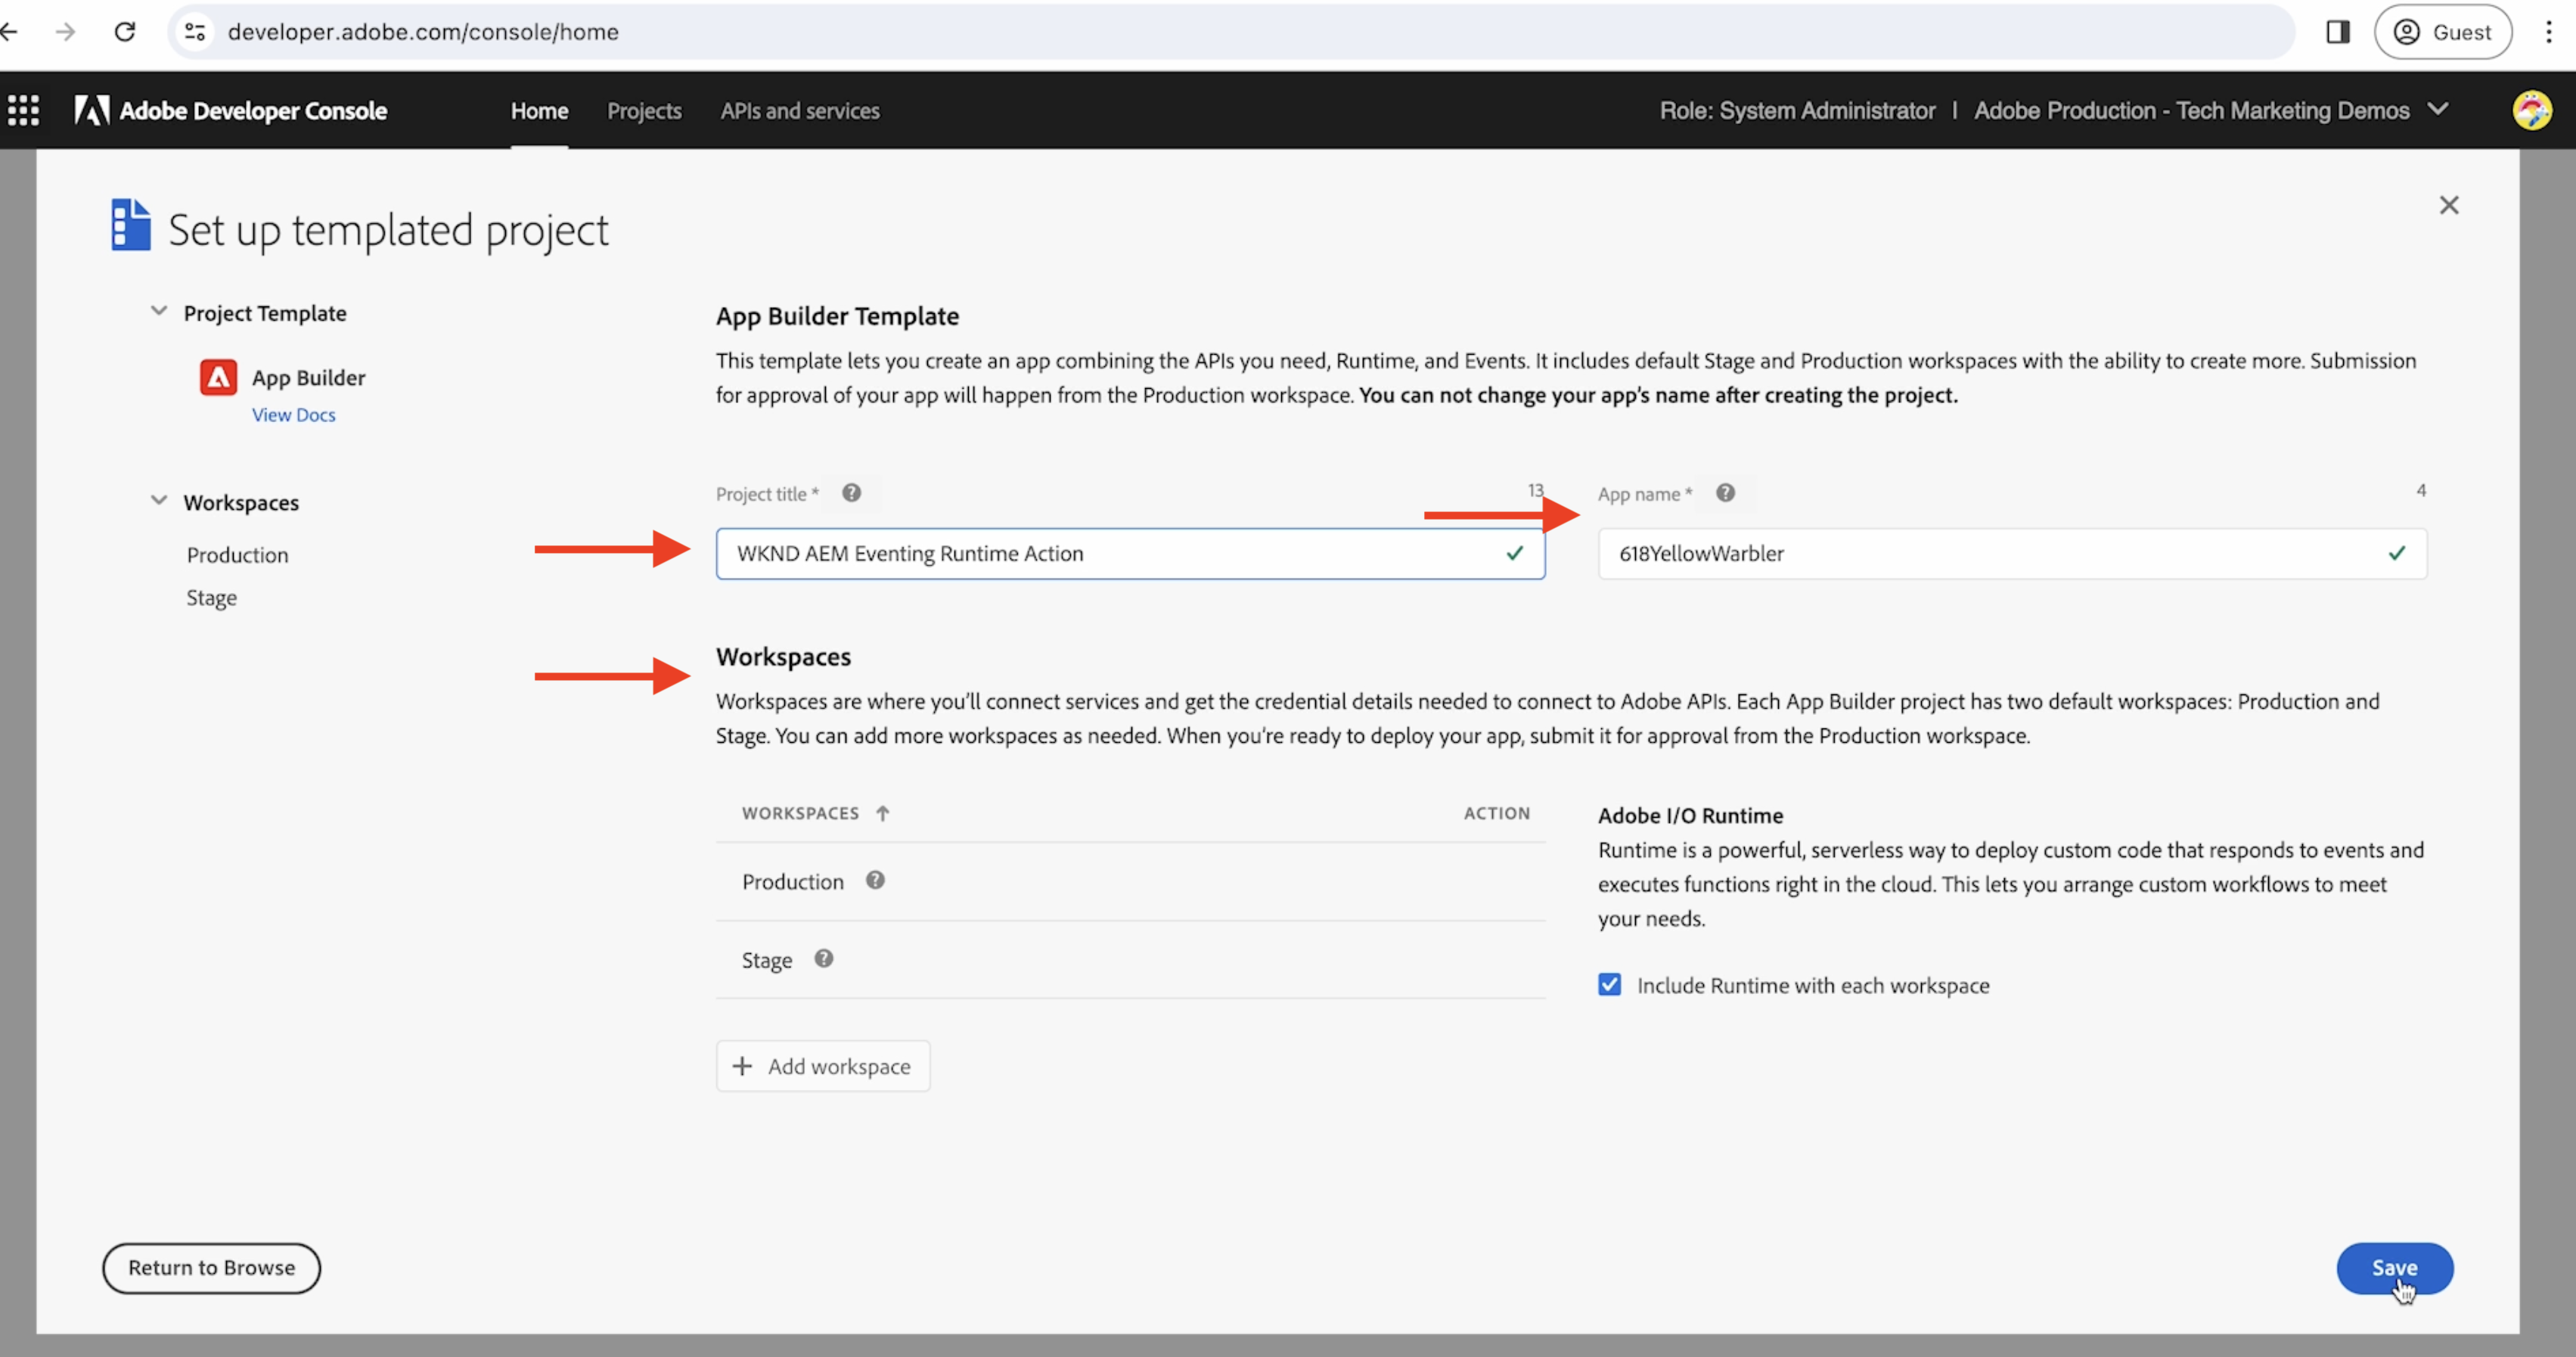 developer.adobe.com/console/home
Guest
Adobe Developer Console
Home
Projects
APIs and services
Role: System Administrator | Adobe Production - Tech Marketing Demos
Set up templated project
Project Template
App Builder
View Docs
Workspaces
Production
Stage
App Builder Template
This template lets you create an app combining the APIs you need, Runtime, and Events. It includes default Stage and Production workspaces with the ability to create more. Submission
for approval of your app will happen from the Production workspace. You can not change your app's name after creating the project.
Project title *
13
WKND AEM Eventing Runtime Action
App name *
4
618YellowWarbler
Workspaces
Workspaces are where you'll connect services and get the credential details needed to connect to Adobe APIs. Each App Builder project has two default workspaces: Production and
Stage. You can add more workspaces as needed. When you're ready to deploy your app, submit it for approval from the Production workspace.
WORKSPACES
ACTION
Production
Stage
+ Add workspace
Adobe I/O Runtime
Runtime is a powerful, serverless way to deploy custom code that responds to events and
executes functions right in the cloud. This lets you arrange custom workflows to meet
your needs.
Include Runtime with each workspace
Return to Browse
Save